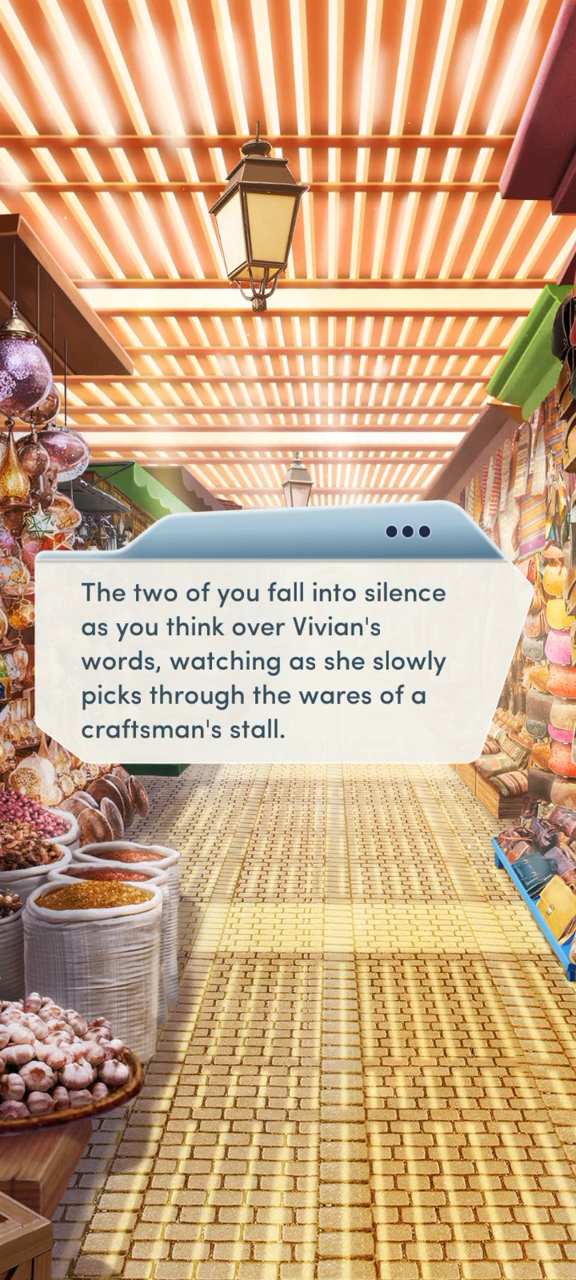 The two of you fall into silence
as you think over Vivian's
words, watching as she slowly
picks through the wares of a
craftsman's stall.